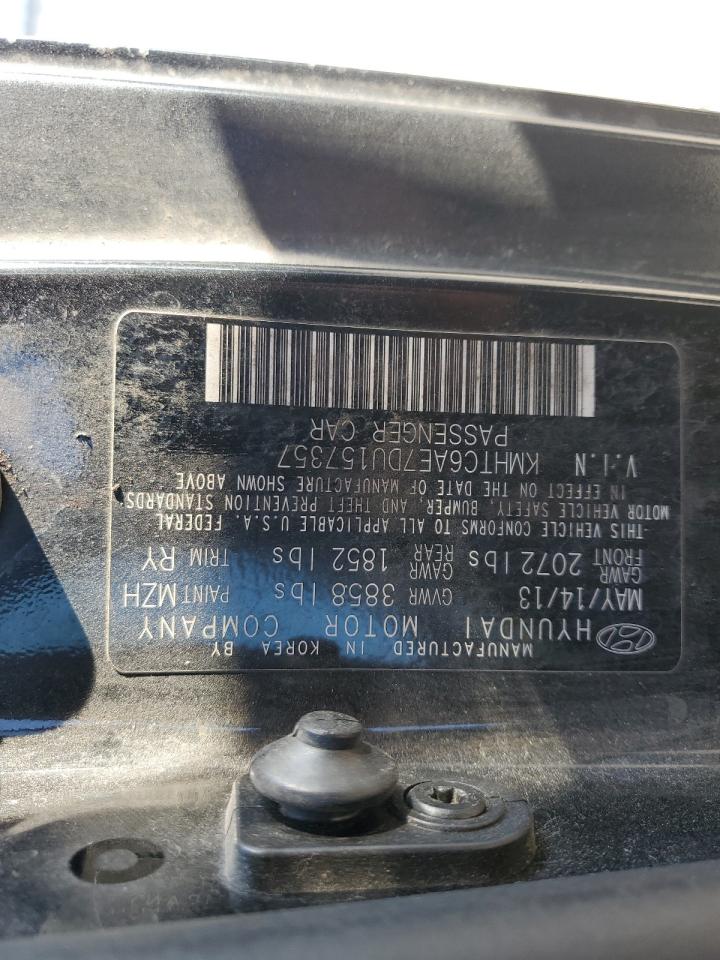 MANUFACTURED IN KOREA BY
HYUNDAI MOTOR COMPANY
MAY/14/13 GVWR 3858 lbs PAINT MZH
GAWR FRONT 2072 lbs GAWR REAR 1852 lbs TRIM RY
-THIS VEHICLE CONFORMS TO ALL APPLICABLE U.S.A. FEDERAL
MOTOR VEHICLE SAFETY, BUMPER, AND THEFT PREVENTION STANDARDS
IN EFFECT ON THE DATE OF MANUFACTURE SHOWN ABOVE
V.I.N KMHTC6AE7DU157357
PASSENGER CAR